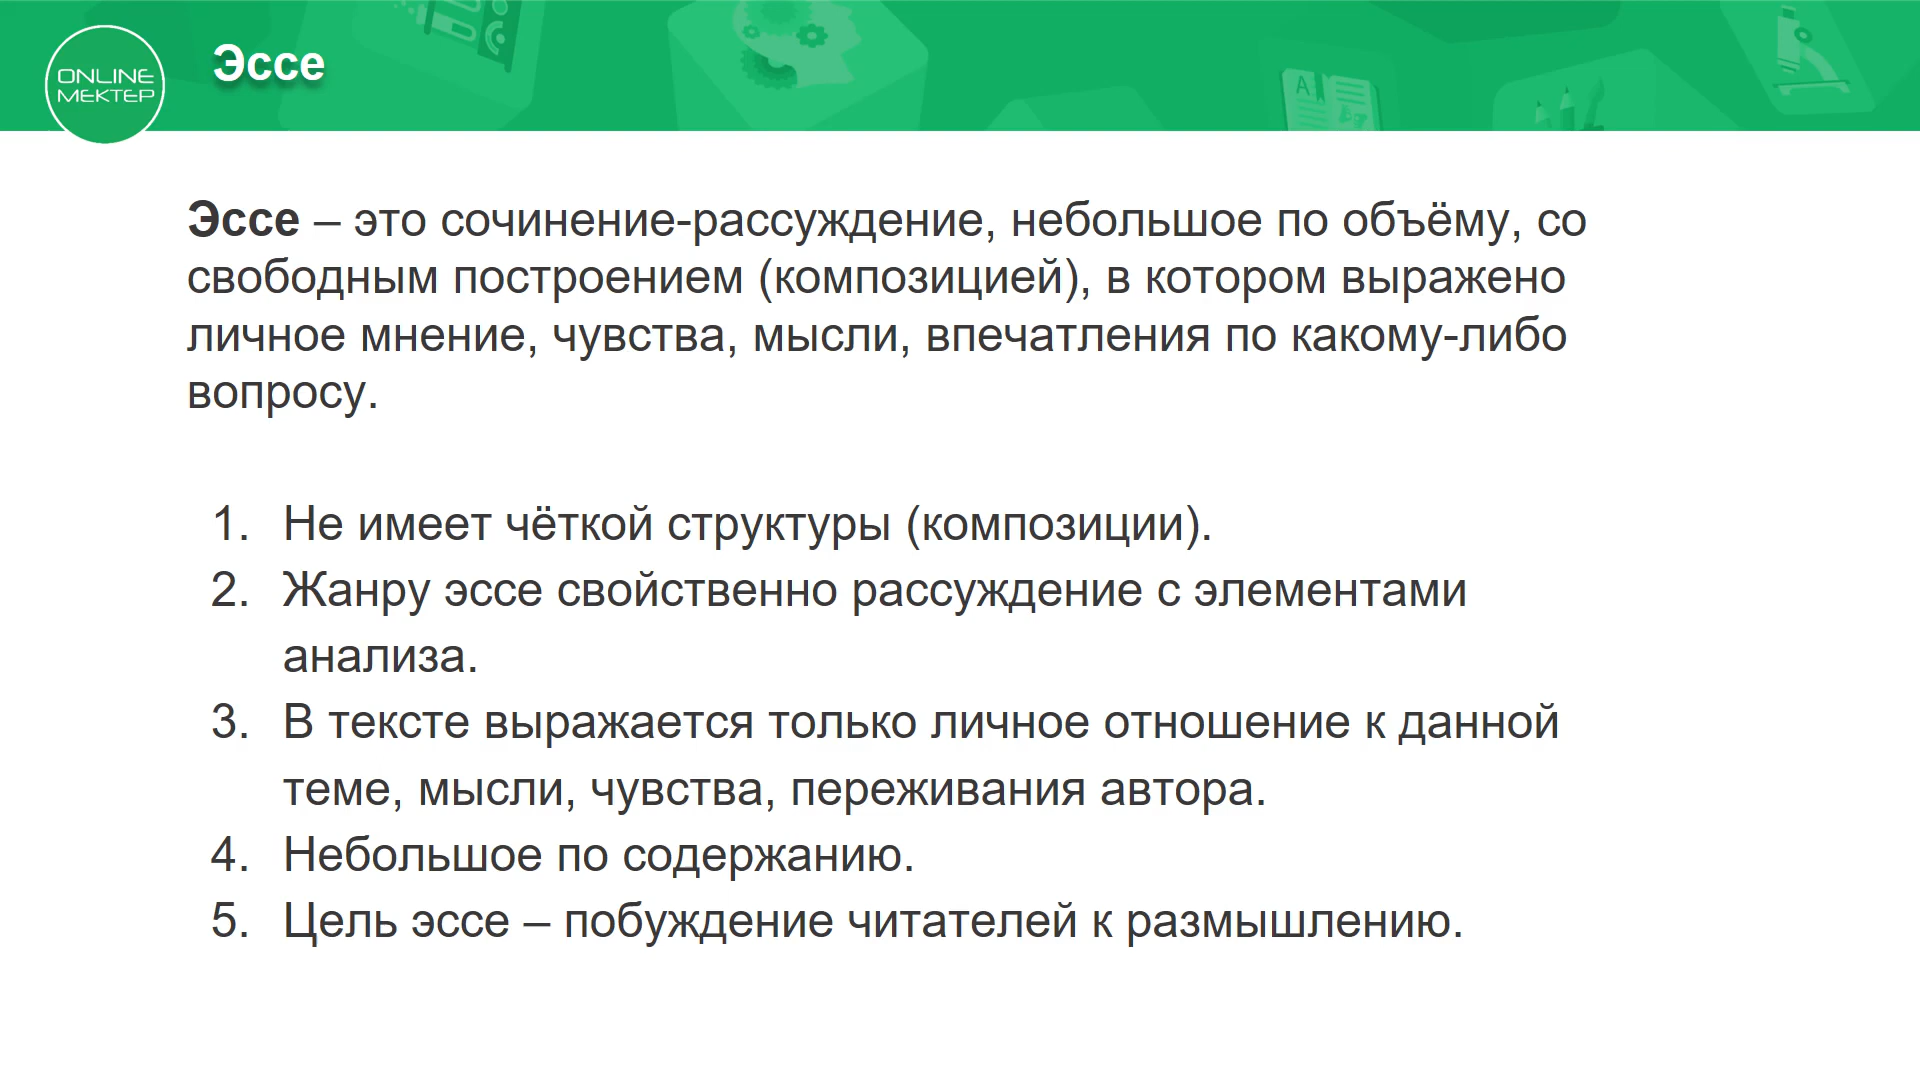 ONLINE
MEKTEP
Эссе
Эссе – это сочинение-рассуждение, небольшое по объёму, со
свободным построением (композицией), в котором выражено
личное мнение, чувства, мысли, впечатления по какому-либо
вопросу.
1. Не имеет чёткой структуры (композиции).
2. Жанру эссе свойственно рассуждение с элементами
анализа.
3. В тексте выражается только личное отношение к данной
теме, мысли, чувства, переживания автора.
4. Небольшое по содержанию.
5. Цель эссе – побуждение читателей к размышлению.